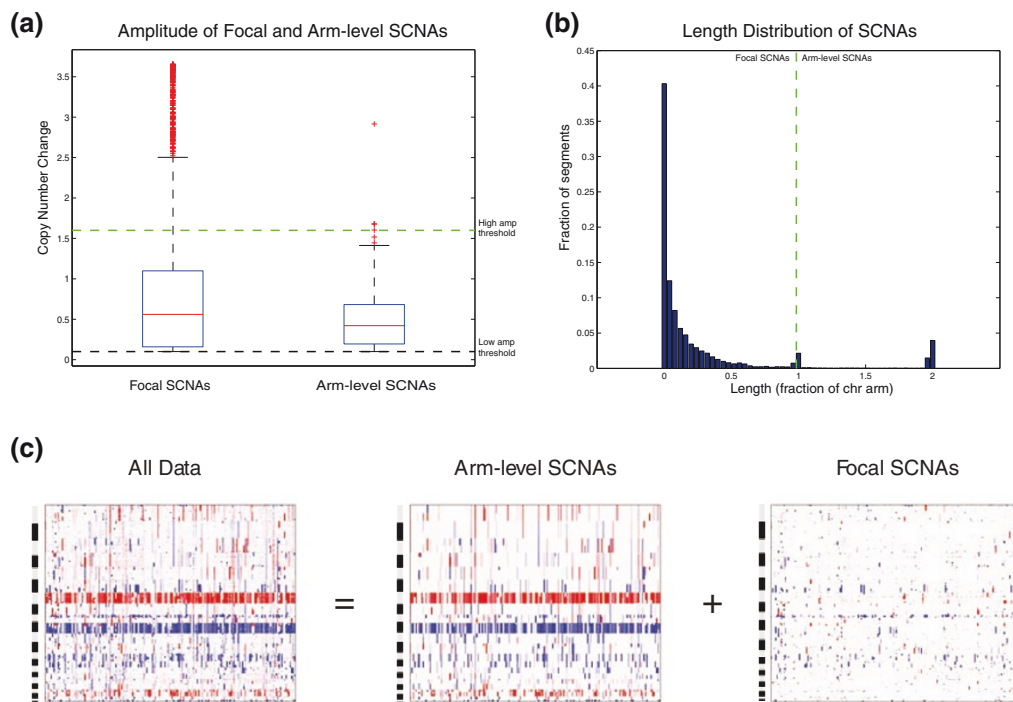 (a)
Amplitude of Focal and Arm-level SCNAs
Copy Number Change
3.5
3
2.5
2
1.5
1
0.5
0
High amp
threshold
Low amp
threshold
Focal SCNAs
Arm-level SCNAs
(b)
Length Distribution of SCNAs
Focal SCNAs
Arm-level SCNAs
Fraction of segments
0.45
0.4
0.35
0.3
0.25
0.2
0.15
0.1
0.05
0
0
0.5
1
1.5
2
Length (fraction of chr arm)
(c)
All Data
Arm-level SCNAs
Focal SCNAs
=
+